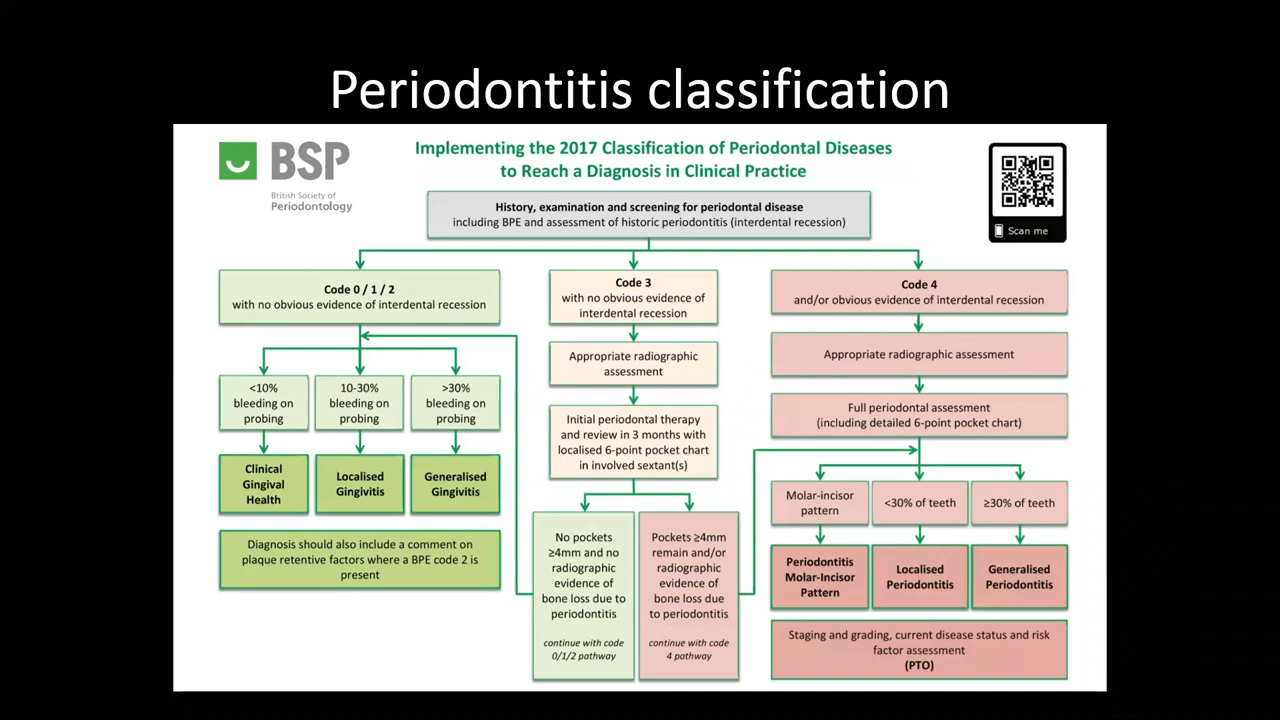 Periodontitis classification
BSP
British Society of
Periodontology
Implementing the 2017 Classification of Periodontal Diseases
to Reach a Diagnosis in Clinical Practice
Scan me
History, examination and screening for periodontal disease
including BPE and assessment of historic periodontitis (interdental recession)
Code 0 / 1 / 2
with no obvious evidence of interdental recession
<10%
bleeding on
probing
10-30%
bleeding on
probing
>30%
bleeding on
probing
Clinical
Gingival
Health
Localised
Gingivitis
Generalised
Gingivitis
Diagnosis should also include a comment on
plaque retentive factors where a BPE code 2 is
present
Code 3
with no obvious evidence of
interdental recession
Appropriate radiographic
assessment
Initial periodontal therapy
and review in 3 months with
localised 6-point pocket chart
in involved sextant(s)
No pockets
≥4mm and no
radiographic
evidence of
bone loss due to
periodontitis
continue with code
0/1/2 pathway
Pockets ≥4mm
remain and/or
radiographic
evidence of
bone loss due
to periodontitis
continue with code
4 pathway
Code 4
and/or obvious evidence of interdental recession
Appropriate radiographic assessment
Full periodontal assessment
(including detailed 6-point pocket chart)
Molar-incisor
pattern
<30% of teeth
≥30% of teeth
Periodontitis
Molar-Incisor
Pattern
Localised
Periodontitis
Generalised
Periodontitis
Staging and grading, current disease status and risk
factor assessment
(PTO)